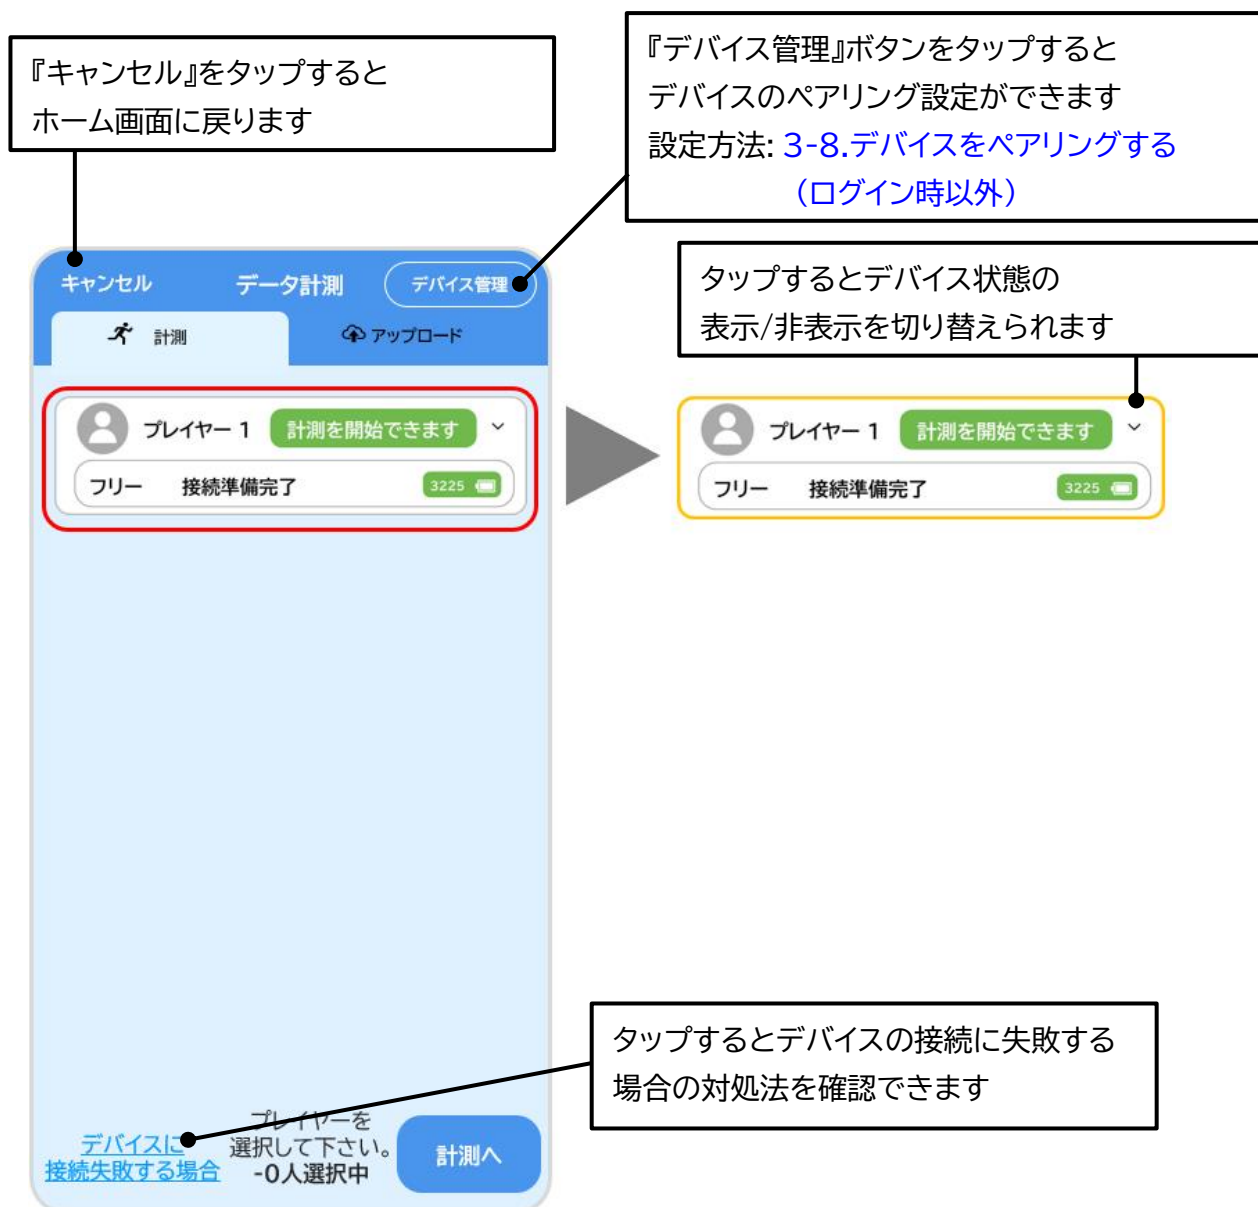 『キャンセル』をタップすると
ホーム画面に戻ります
『デバイス管理』ボタンをタップすると
デバイスのペアリング設定ができます
設定方法: 3-8.デバイスをペアリングする
（ログイン時以外）
キャンセル データ計測 デバイス管理
計測 アップロード
タップするとデバイス状態の
表示/非表示を切り替えられます
プレイヤー 1 計測を開始できます
フリー 接続準備完了 3225
プレイヤー 1 計測を開始できます
フリー 接続準備完了 3225
タップするとデバイスの接続に失敗する
場合の対処法を確認できます
デバイスに
接続失敗する場合
プレイヤーを
選択して下さい。
-0人選択中
計測へ